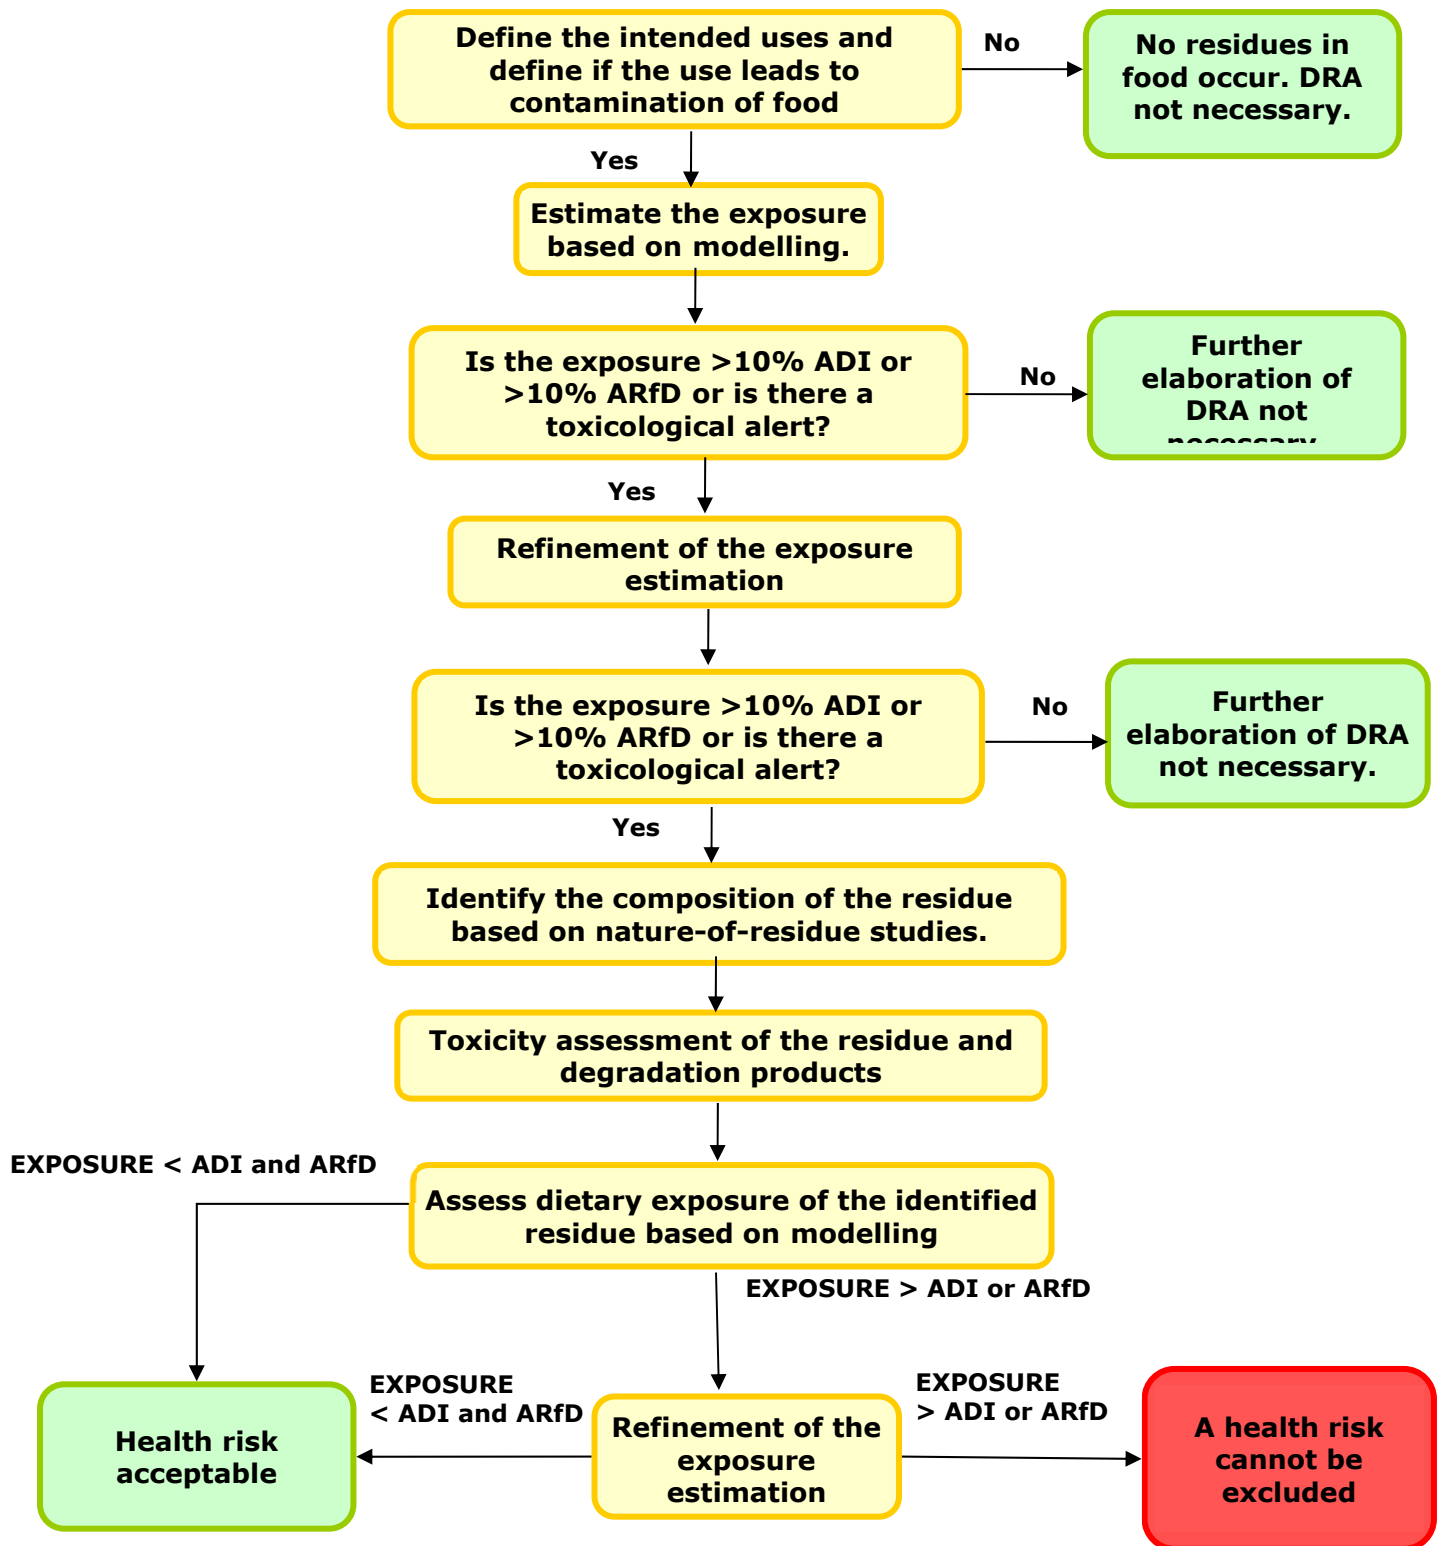 Define the intended uses and
define if the use leads to
contamination of food
No
No residues in
food occur. DRA
not necessary.
Yes
Estimate the exposure
based on modelling.
Is the exposure >10% ADI or
>10% ARfD or is there a
toxicological alert?
No
Further
elaboration of
DRA not
necessary
Yes
Refinement of the exposure
estimation
Is the exposure >10% ADI or
>10% ARfD or is there a
toxicological alert?
No
Further
elaboration of DRA
not necessary.
Yes
Identify the composition of the residue
based on nature-of-residue studies.
Toxicity assessment of the residue and
degradation products
EXPOSURE < ADI and ARfD
Assess dietary exposure of the identified
residue based on modelling
EXPOSURE > ADI or ARfD
EXPOSURE
< ADI and ARfD
EXPOSURE
> ADI or ARfD
Health risk
acceptable
Refinement of the
exposure
estimation
A health risk
cannot be
excluded